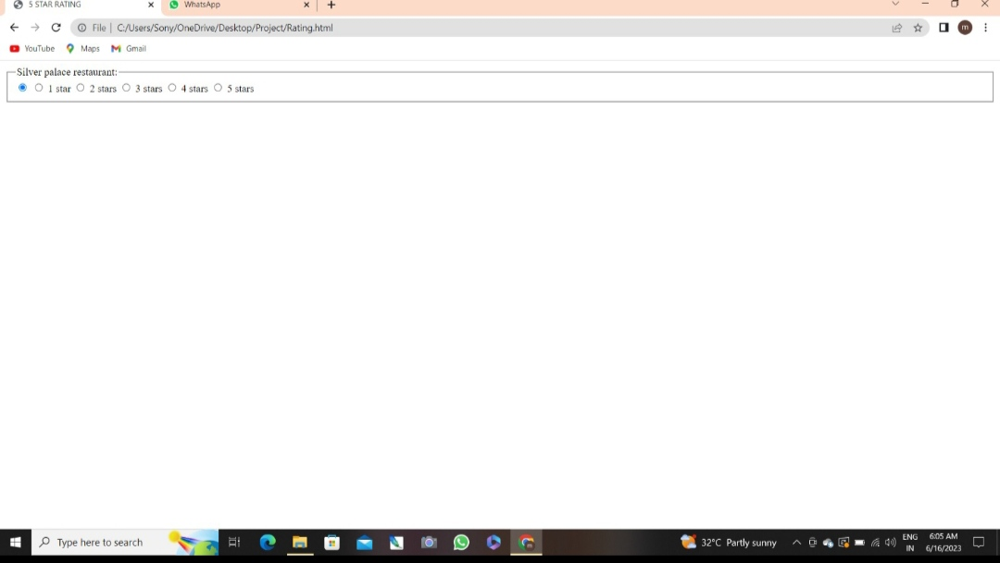 5 STAR RATING
WhatsApp
File | C:/Users/Sony/OneDrive/Desktop/Project/Rating.html
m
YouTube Maps Gmail
Silver palace restaurant:
1 star 2 stars 3 stars 4 stars 5 stars
Type here to search
32°C Partly sunny
ENG
IN
6:05 AM
6/16/2023